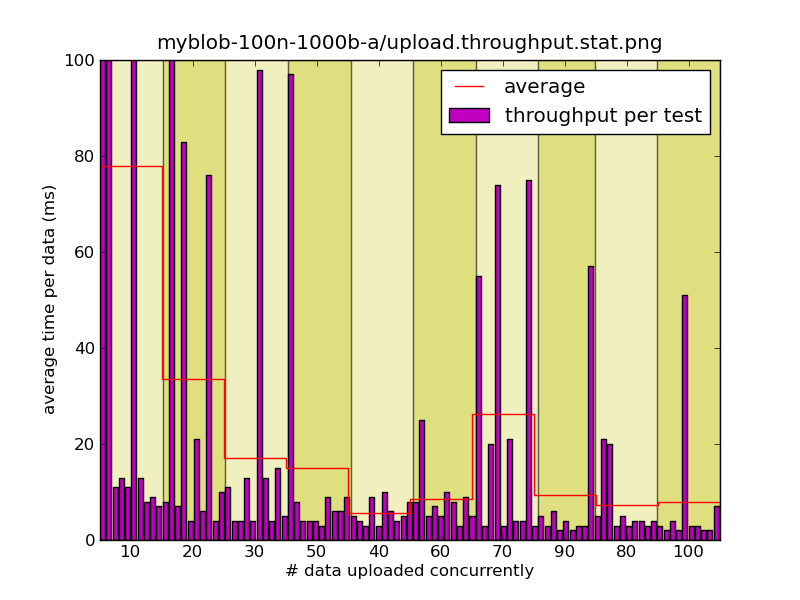 myblob-100n-1000b-a/upload.throughput.stat.png
average
throughput per test
average time per data (ms)
100
80
60
40
20
0
10 20 30 50 40 60 70 90 80 100
# data uploaded concurrently